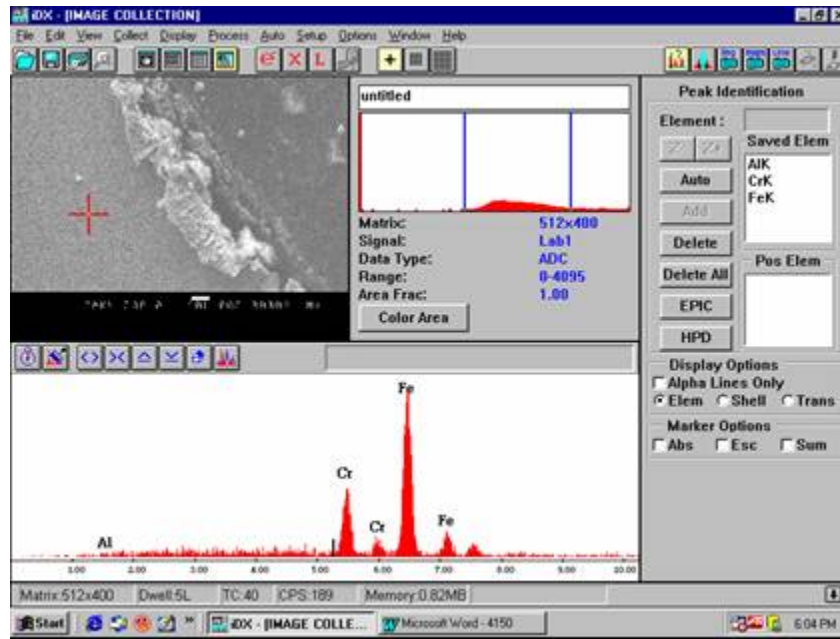 iDX - [IMAGE COLLECTION]
File Edit View Collect Display Process Auto Setup Options Window Help
untitled
Matrix: 512x400
Signal: Lab1
Data Type: ADC
Range: 0-4095
Area Frac: 1.00
Color Area
Peak Identification
Element :
Z- Z+
Saved Elem
AlK
CrK
FeK
Auto
Add
Delete
Delete All
EPIC
HPD
Pos Elem
Display Options
Alpha Lines Only
Elem Shell Trans
Marker Options
Abs Esc Sum
Fe
Cr
Cr
Fe
Al
1.00 2.00 3.00 4.00 5.00 6.00 7.00 8.00 9.00 10.00
Matrix:512x400 Dwell:5L TC:40 CPS:189 Memory:0.82MB
Start iDX - [IMAGE COLLE... Microsoft Word - 4150 6:04 PM